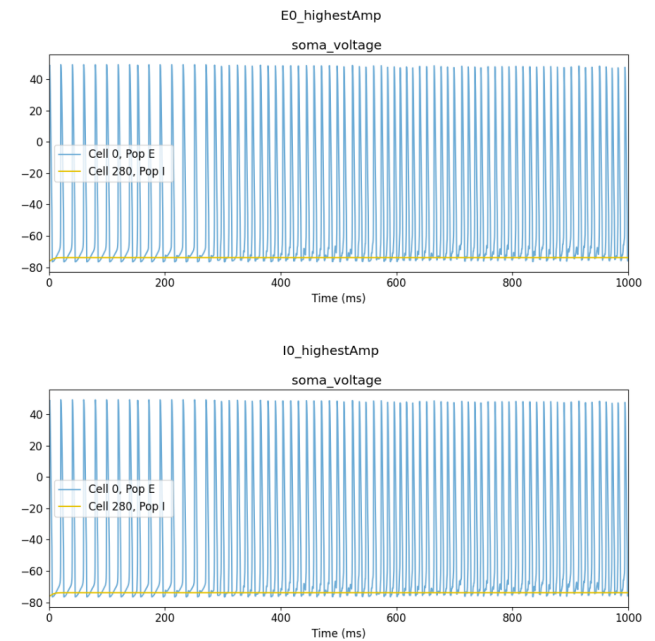 E0_highestAmp
soma_voltage
40
20
0
−20
−40
−60
−80
Cell 0, Pop E
Cell 280, Pop I
0 200 400 600 800 1000
Time (ms)
I0_highestAmp
soma_voltage
40
20
0
−20
−40
−60
−80
Cell 0, Pop E
Cell 280, Pop I
0 200 400 600 800 1000
Time (ms)